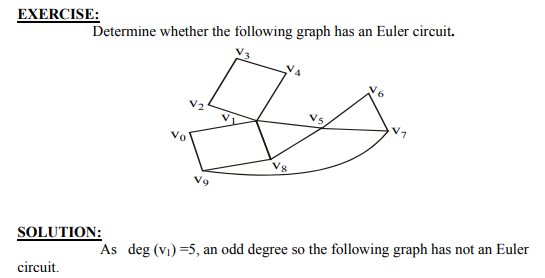 EXERCISE:
Determine whether the following graph has an Euler circuit.
V3
V4
V6
V2
V1
V5
V0
V7
V8
V9
SOLUTION:
As deg (v1) =5, an odd degree so the following graph has not an Euler
circuit.